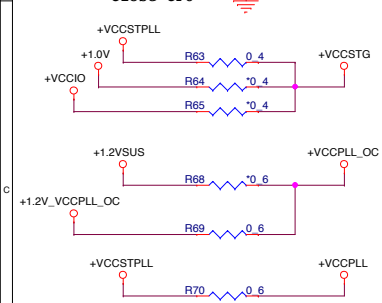 +VCCSTPLL
+1.0V
R63 0_4
+VCCSTG
+VCCIO
R64 *0_4
R65 *0_4
+1.2VSUS
+VCCPLL_OC
R68 *0_6
C
+1.2V_VCCPLL_OC
R69 0_6
+VCCSTPLL
+VCCPLL
R70 0_6